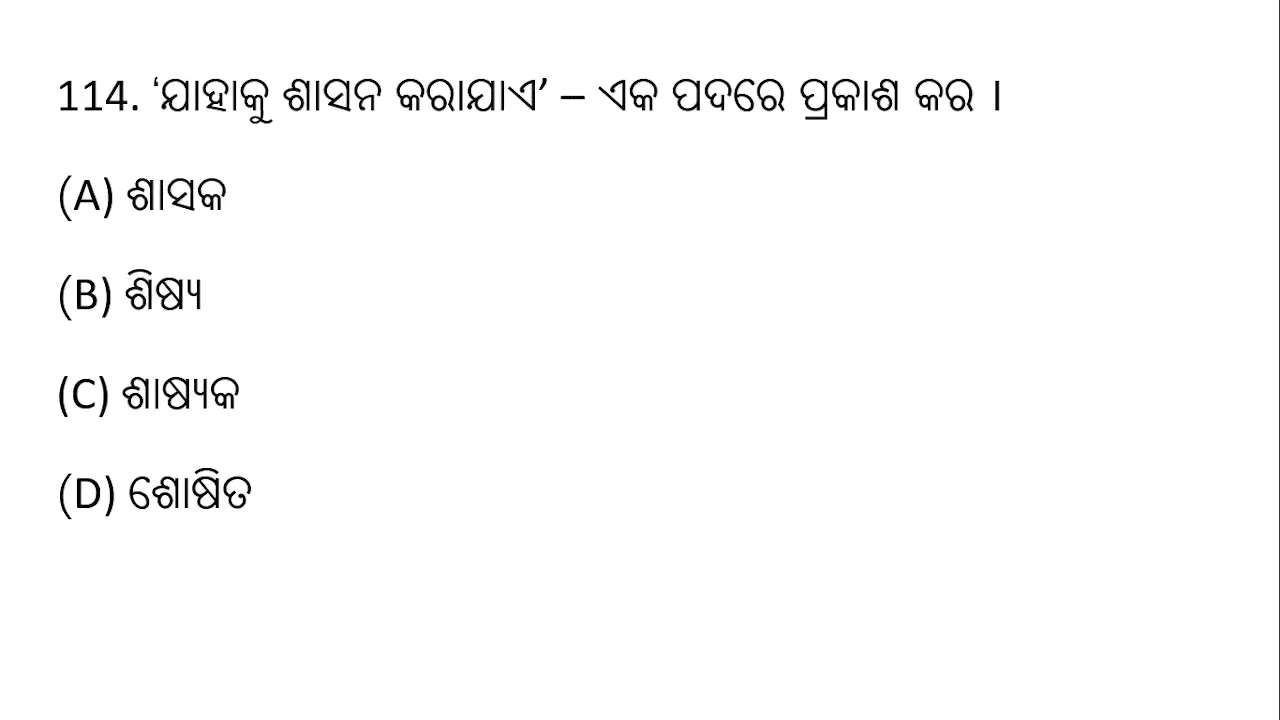 114. ‘ଯାହାକୁ ଶାସନ କରାଯାଏ’ – ଏକ ପଦରେ ପ୍ରକାଶ କର ।
(A) ଶାସକ
(B) ଶିଷ୍ୟ
(C) ଶାଷ୍ୟକ
(D) ଶୋଷିତ